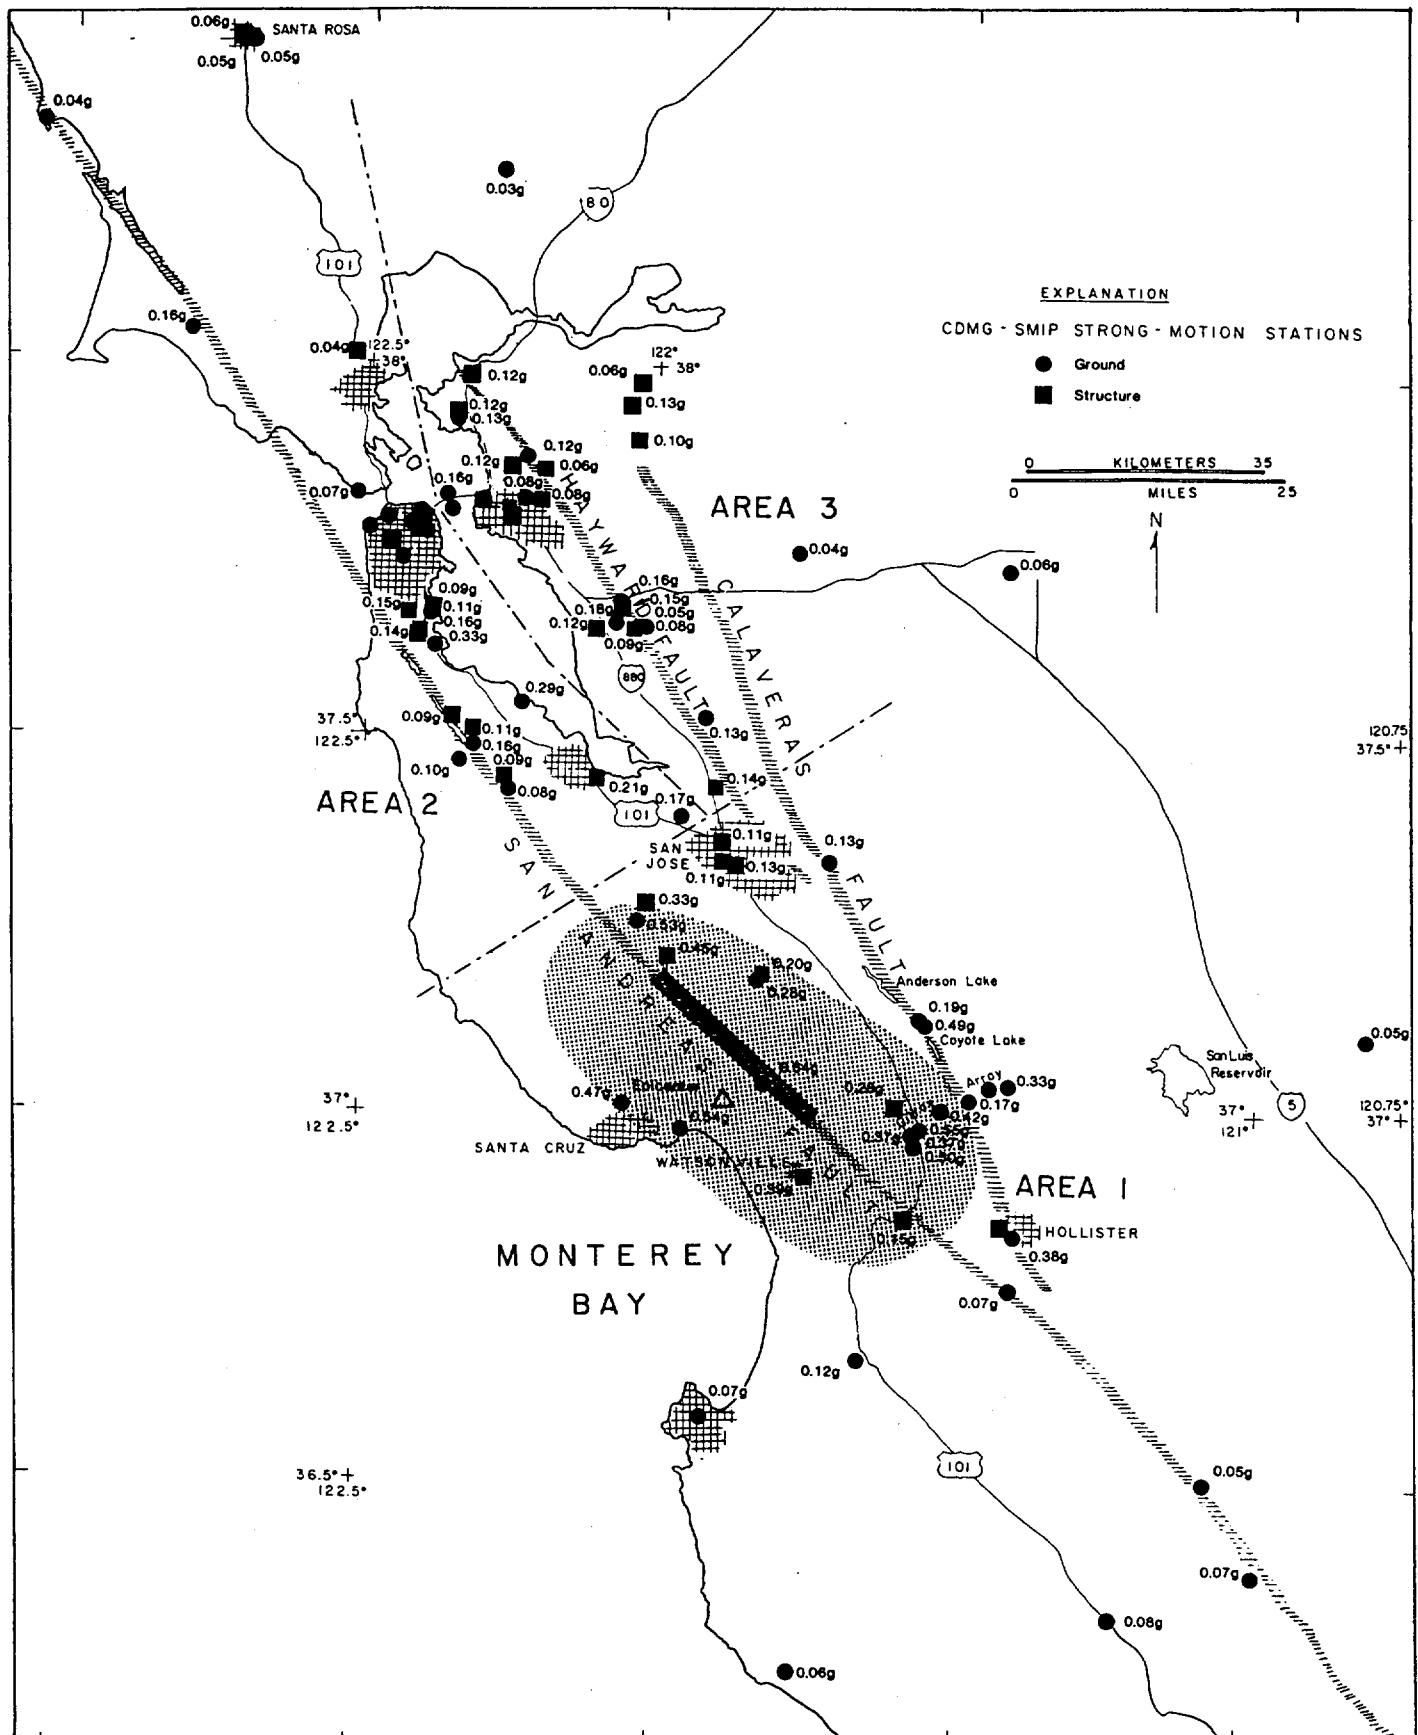 0.06g
SANTA ROSA
0.05g
0.05g
0.04g
0.03g
80
101
0.16g
EXPLANATION
CDMG - SMIP STRONG - MOTION STATIONS
Ground
Structure
0.04g
122.5°
38°
122°
38°
0.12g
0.06g
0.13g
0.12g
0.13g
0.10g
0.12g
0.12g
0.06g
0 KILOMETERS 35
0 MILES 25
N
0.07g
0.16g
0.08g
0.08g
HAYWARD FAULT
AREA 3
0.04g
0.06g
CALAVERAS FAULT
0.16g
0.15g
0.18g
0.05g
0.12g
0.08g
0.09g
0.09g
0.15g
0.11g
0.16g
0.14g
0.33g
880
0.29g
0.09g
0.11g
0.16g
0.13g
37.5°
122.5°
120.75
37.5°
0.10g
0.09g
0.08g
0.21g
0.14g
0.17g
AREA 2
101
SAN ANDREAS FAULT
0.11g
SAN
JOSE
0.13g
0.11g
0.13g
0.33g
0.53g
0.45g
0.20g
0.28g
Anderson Lake
0.19g
0.49g
Coyote Lake
0.05g
San Luis
Reservoir
Array
0.33g
0.17g
0.47g
Epicenter
0.64g
0.28g
0.42g
37°
122.5°
0.54g
0.37g
0.55g
0.37g
0.50g
37°
121°
5
120.75°
37°
SANTA CRUZ
WATSONVILLE
0.39g
AREA 1
0.15g
HOLLISTER
0.38g
MONTEREY
BAY
0.07g
0.12g
0.07g
36.5°
122.5°
101
0.05g
0.07g
0.08g
0.06g